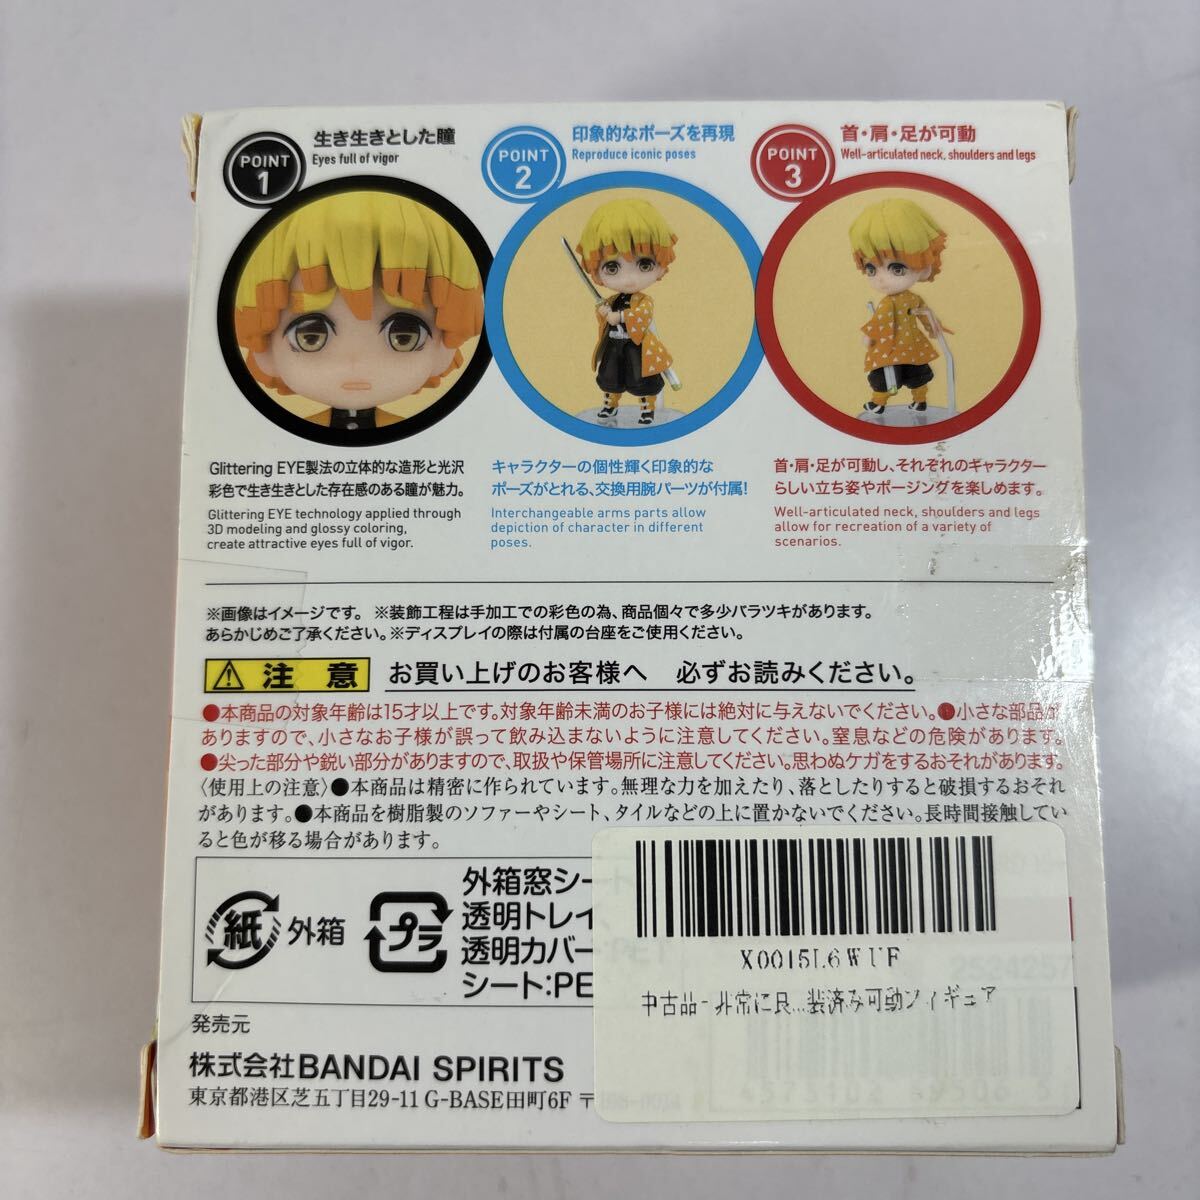 POINT
1
生き生きとした瞳
Eyes full of vigor
POINT
2
印象的なポーズを再現
Reproduce iconic poses
POINT
3
首・肩・足が可動
Well-articulated neck, shoulders and legs
Glittering EYE製法の立体的な造形と光沢
彩色で生き生きとした存在感のある瞳が魅力。
Glittering EYE technology applied through
3D modeling and glossy coloring,
create attractive eyes full of vigor.
キャラクターの個性輝く印象的な
ポーズがとれる、交換用腕パーツが付属!
Interchangeable arms parts allow
depiction of character in different
poses.
首・肩・足が可動し、それぞれのキャラクター
らしい立ち姿やポージングを楽しめます。
Well-articulated neck, shoulders and legs
allow for recreation of a variety of
scenarios.
※画像はイメージです。 ※装飾工程は手加工での彩色の為、商品個々で多少バラツキがあります。
あらかじめご了承ください。※ディスプレイの際は付属の台座をご使用ください。
注意 お買い上げのお客様へ 必ずお読みください。
●本商品の対象年齢は15才以上です。対象年齢未満のお子様には絶対に与えないでください。●小さな部品が
ありますので、小さなお子様が誤って飲み込まないように注意してください。窒息などの危険があります。
●尖った部分や鋭い部分がありますので、取扱や保管場所に注意してください。思わぬケガをするおそれがあります。
〈使用上の注意〉●本商品は精密に作られています。無理な力を加えたり、落としたりすると破損するおそれ
があります。●本商品を樹脂製のソファーやシート、タイルなどの上に置かないでください。長時間接触してい
ると色が移る場合があります。
紙 外箱
プラ
外箱窓シート
透明トレイ、
透明カバー:PET
シート:PE
2524257
X0015L6WUF
中古品 - 非常に良...装済み可動フィギュア
発売元
株式会社BANDAI SPIRITS
東京都港区芝五丁目29-11 G-BASE田町6F 〒108-0014